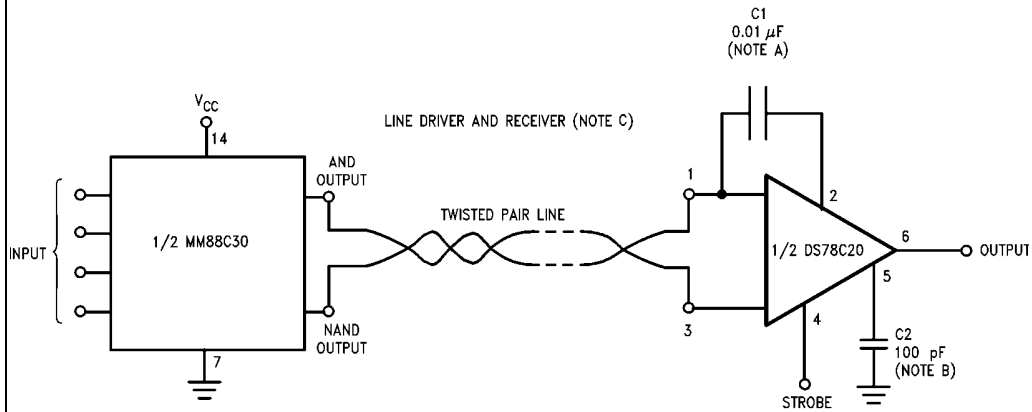 C1
0.01 μF
(NOTE A)
VCC
14
LINE DRIVER AND RECEIVER (NOTE C)
AND
OUTPUT
1
2
TWISTED PAIR LINE
INPUT
1/2 MM88C30
1/2 DS78C20
6
OUTPUT
5
3
4
NAND
OUTPUT
7
C2
100 pF
(NOTE B)
STROBE